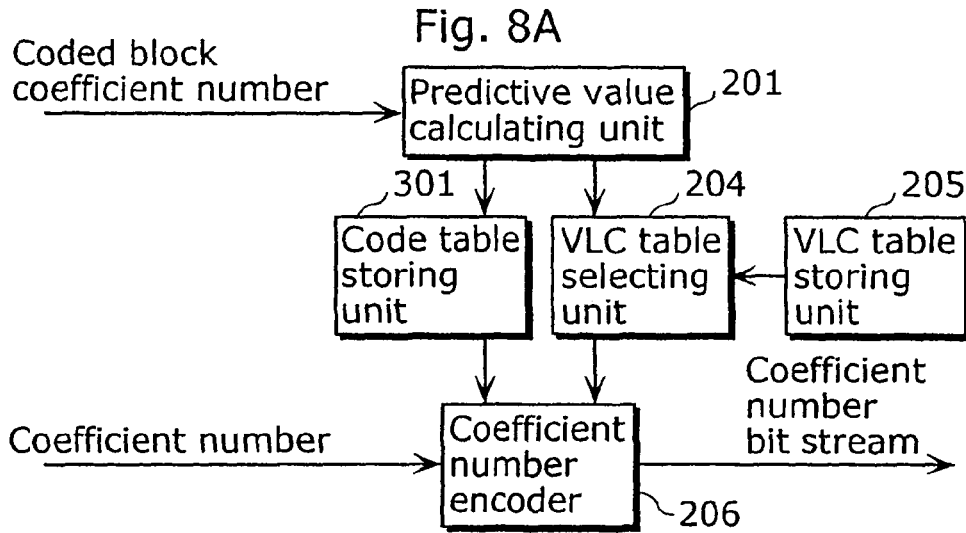 Fig. 8A
Coded block
coefficient number
Predictive value
calculating unit
201
301
204
205
Code table
storing
unit
VLC table
selecting
unit
VLC table
storing
unit
Coefficient number
Coefficient
number
encoder
206
Coefficient
number
bit stream